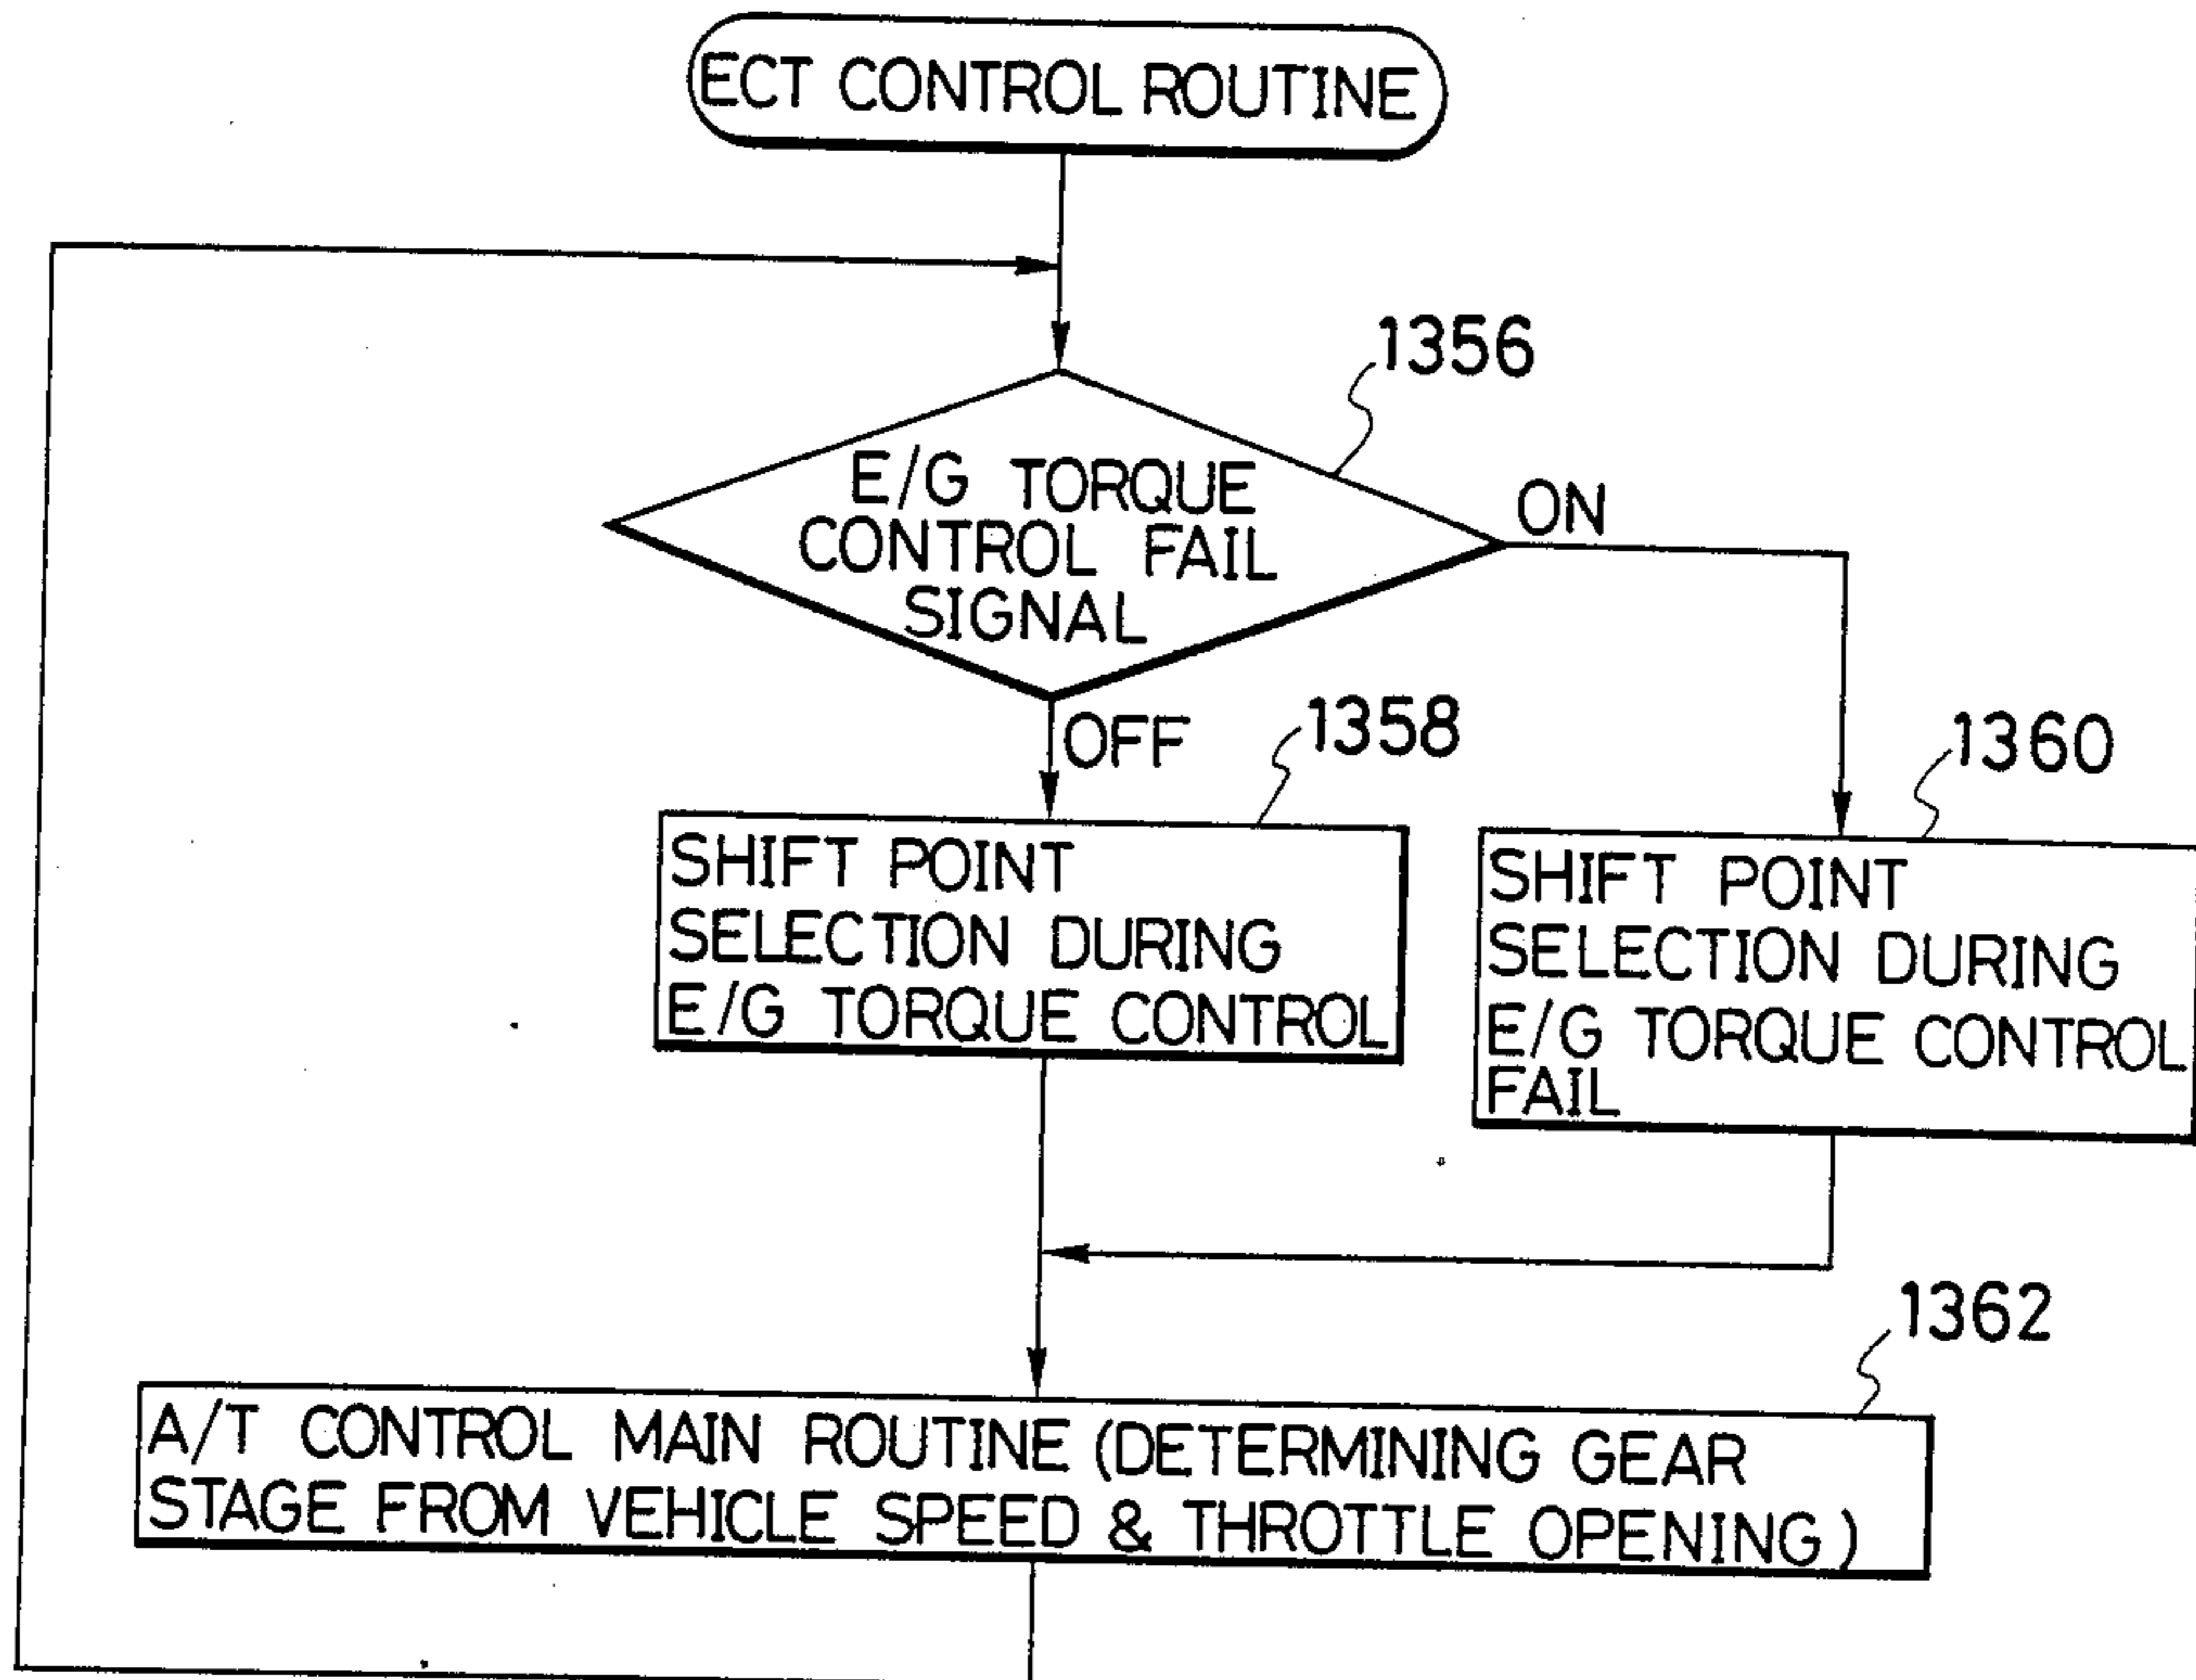 ECT CONTROL ROUTINE
1356
E/G TORQUE
CONTROL FAIL
SIGNAL
ON
OFF
1358
SHIFT POINT
SELECTION DURING
E/G TORQUE CONTROL
1360
SHIFT POINT
SELECTION DURING
E/G TORQUE CONTROL
FAIL
1362
A/T CONTROL MAIN ROUTINE (DETERMINING GEAR
STAGE FROM VEHICLE SPEED & THROTTLE OPENING)